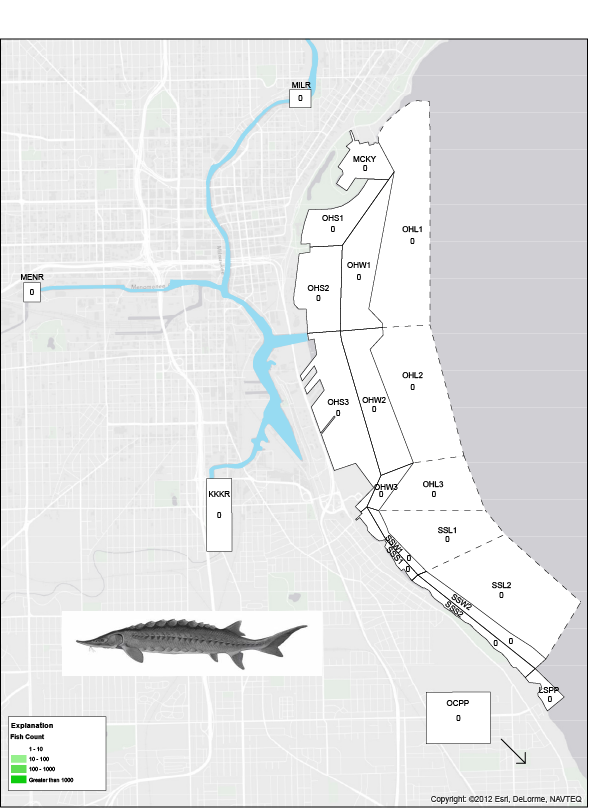 MILR
0
MCKY
0
OHS1
0
OHL1
0
OHW1
0
MENR
0
OHS2
0
Milwaukee
Menomonee
OHL2
0
OHS3
0
OHW2
0
OHW3
0
OHL3
0
KKKR
0
SSL1
0
SSW1
0
SSS1
0
SSL2
0
SSW2
0
SSS2
0
LSPP
0
OCPP
0
Explanation
Fish Count
1 - 10
10 - 100
100 - 1000
Greater than 1000
Copyright: ©2012 Esri, DeLorme, NAVTEQ